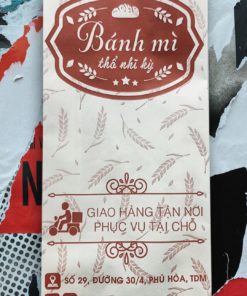 Bánh mì
thổ nhĩ kỳ
GIAO HÀNG TẬN NƠI
PHỤC VỤ TẠI CHỖ
SỐ 29, ĐƯỜNG 30/4, PHÚ HÒA, TDM